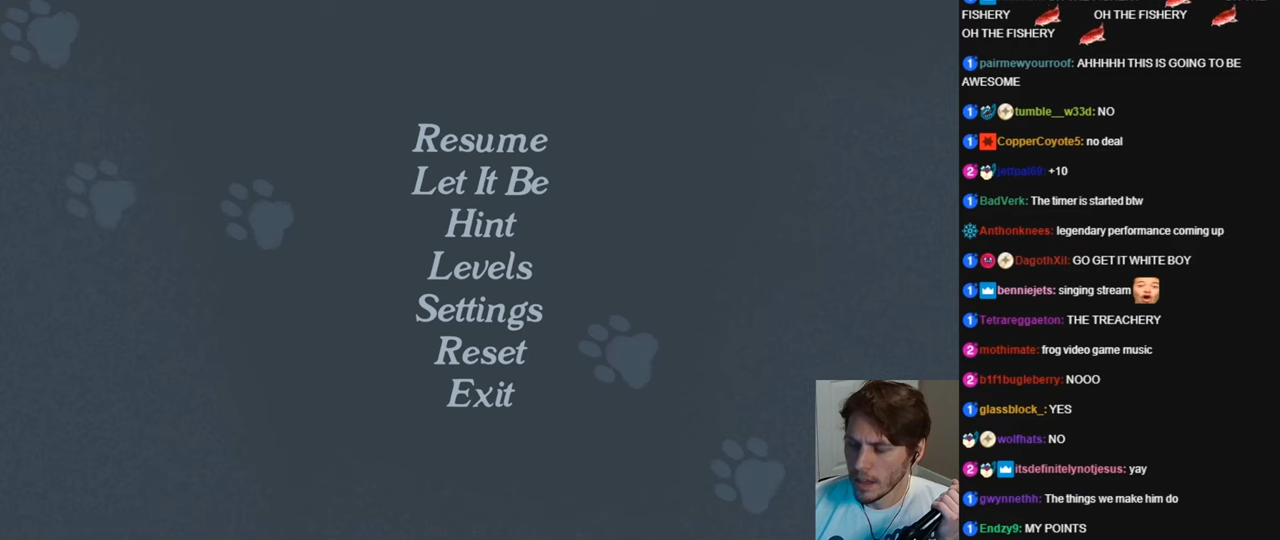 Resume
Let It Be
Hint
Levels
Settings
Reset
Exit
FISHERY OH THE FISHERY
OH THE FISHERY
pairmewyourroof: AHHHHH THIS IS GOING TO BE
AWESOME
tumble__w33d: NO
CopperCoyote5: no deal
jettpal69: +10
BadVerk: The timer is started btw
Anthonknees: legendary performance coming up
DagothXil: GO GET IT WHITE BOY
benniejets: singing stream
Tetrareggaeton: THE TREACHERY
mothimate: frog video game music
b1f1bugleberry: NOOO
glassblock_: YES
wolfhats: NO
itsdefinitelynotjesus: yay
gwynnethh: The things we make him do
Endzy9: MY POINTS